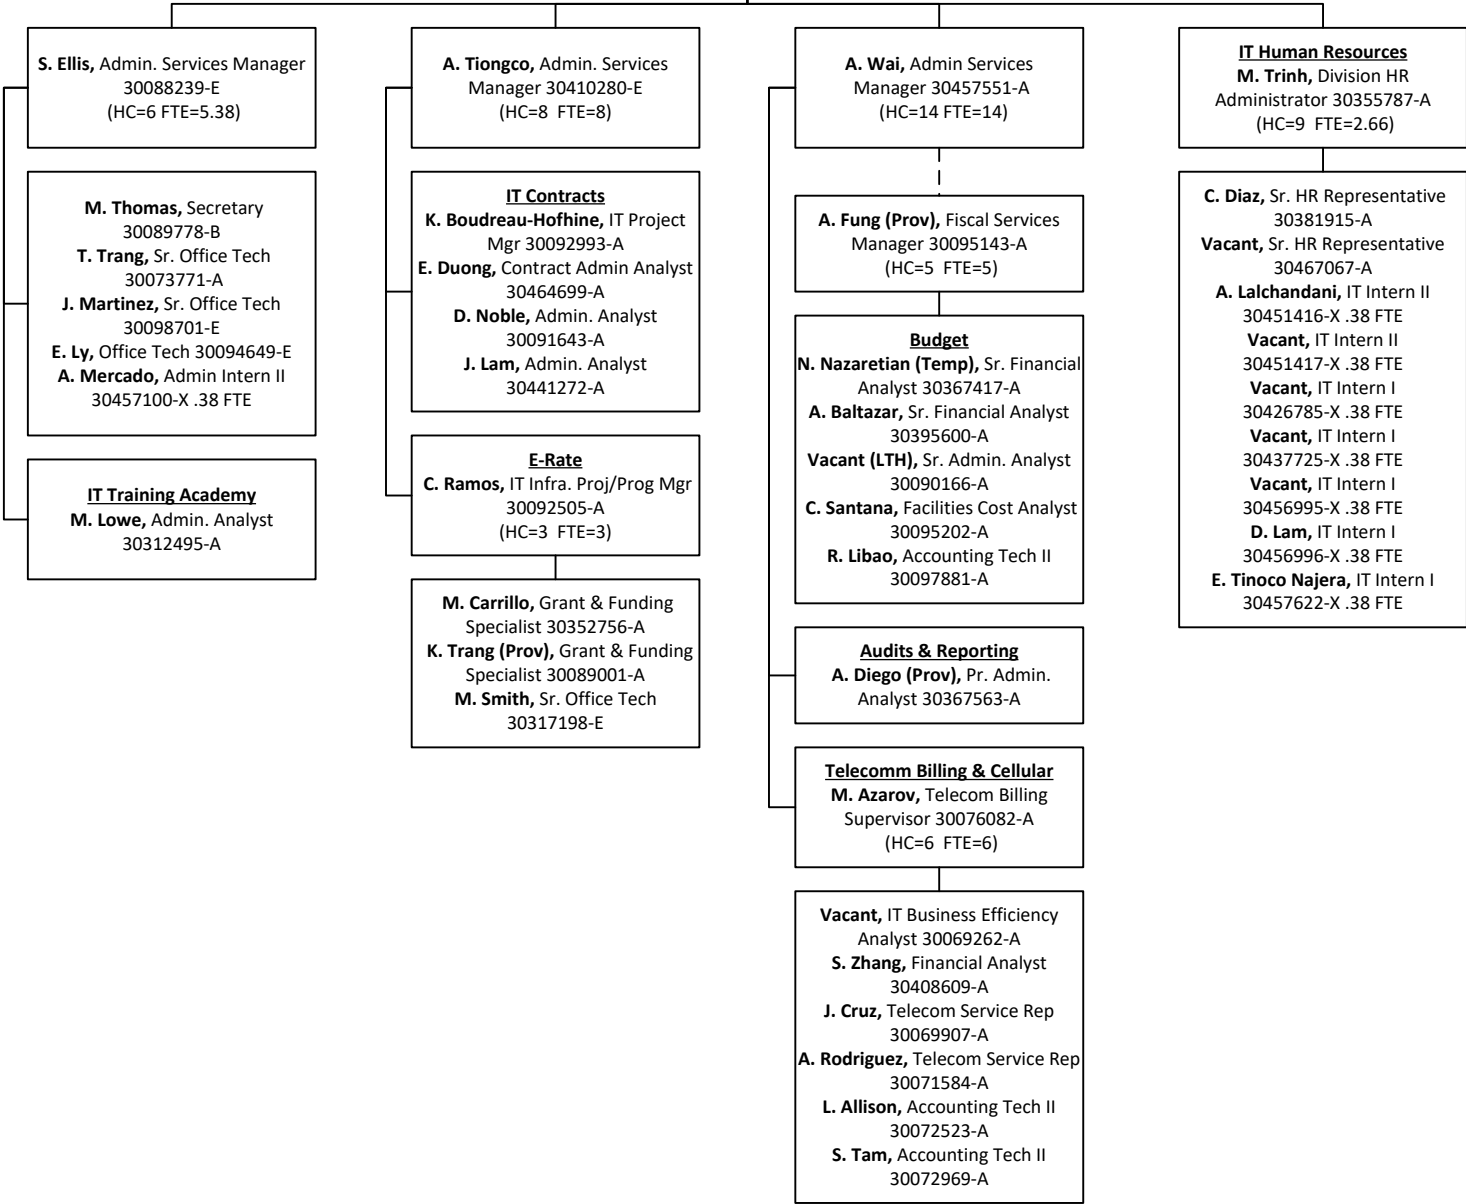 S. Ellis, Admin. Services Manager
30088239-E
(HC=6 FTE=5.38)
M. Thomas, Secretary
30089778-B
T. Trang, Sr. Office Tech
30073771-A
J. Martinez, Sr. Office Tech
30098701-E
E. Ly, Office Tech 30094649-E
A. Mercado, Admin Intern II
30457100-X .38 FTE
IT Training Academy
M. Lowe, Admin. Analyst
30312495-A
A. Tiongco, Admin. Services
Manager 30410280-E
(HC=8 FTE=8)
IT Contracts
K. Boudreau-Hofhine, IT Project
Mgr 30092993-A
E. Duong, Contract Admin Analyst
30464699-A
D. Noble, Admin. Analyst
30091643-A
J. Lam, Admin. Analyst
30441272-A
E-Rate
C. Ramos, IT Infra. Proj/Prog Mgr
30092505-A
(HC=3 FTE=3)
M. Carrillo, Grant & Funding
Specialist 30352756-A
K. Trang (Prov), Grant & Funding
Specialist 30089001-A
M. Smith, Sr. Office Tech
30317198-E
A. Wai, Admin Services
Manager 30457551-A
(HC=14 FTE=14)
A. Fung (Prov), Fiscal Services
Manager 30095143-A
(HC=5 FTE=5)
Budget
N. Nazaretian (Temp), Sr. Financial
Analyst 30367417-A
A. Baltazar, Sr. Financial Analyst
30395600-A
Vacant (LTH), Sr. Admin. Analyst
30090166-A
C. Santana, Facilities Cost Analyst
30095202-A
R. Libao, Accounting Tech II
30097881-A
Audits & Reporting
A. Diego (Prov), Pr. Admin.
Analyst 30367563-A
Telecomm Billing & Cellular
M. Azarov, Telecom Billing
Supervisor 30076082-A
(HC=6 FTE=6)
Vacant, IT Business Efficiency
Analyst 30069262-A
S. Zhang, Financial Analyst
30408609-A
J. Cruz, Telecom Service Rep
30069907-A
A. Rodriguez, Telecom Service Rep
30071584-A
L. Allison, Accounting Tech II
30072523-A
S. Tam, Accounting Tech II
30072969-A
IT Human Resources
M. Trinh, Division HR
Administrator 30355787-A
(HC=9 FTE=2.66)
C. Diaz, Sr. HR Representative
30381915-A
Vacant, Sr. HR Representative
30467067-A
A. Lalchandani, IT Intern II
30451416-X .38 FTE
Vacant, IT Intern II
30451417-X .38 FTE
Vacant, IT Intern I
30426785-X .38 FTE
Vacant, IT Intern I
30437725-X .38 FTE
Vacant, IT Intern I
30456995-X .38 FTE
D. Lam, IT Intern I
30456996-X .38 FTE
E. Tinoco Najera, IT Intern I
30457622-X .38 FTE